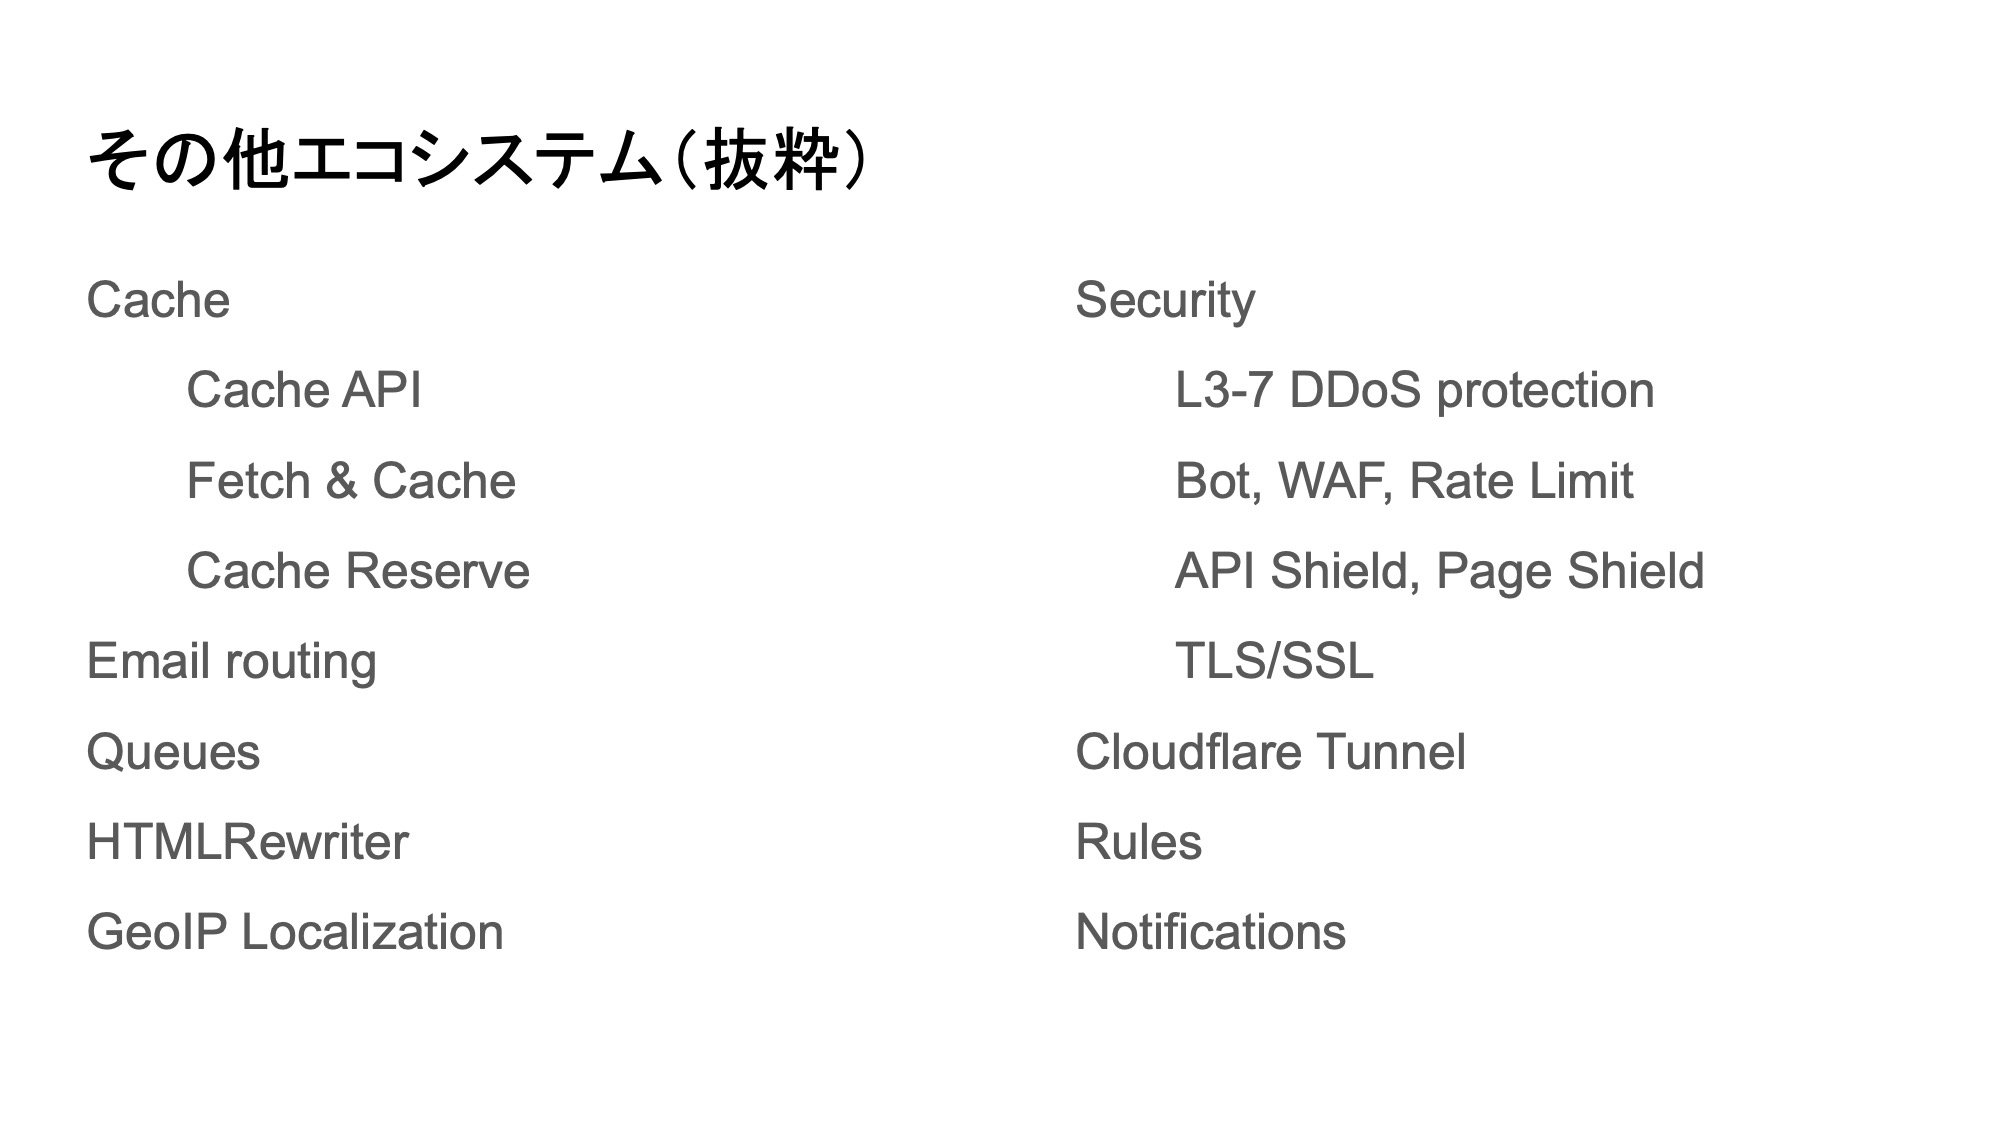 その他エコシステム（抜粋）
Cache
Cache API
Fetch & Cache
Cache Reserve
Email routing
Queues
HTMLRewriter
GeoIP Localization
Security
L3-7 DDoS protection
Bot, WAF, Rate Limit
API Shield, Page Shield
TLS/SSL
Cloudflare Tunnel
Rules
Notifications